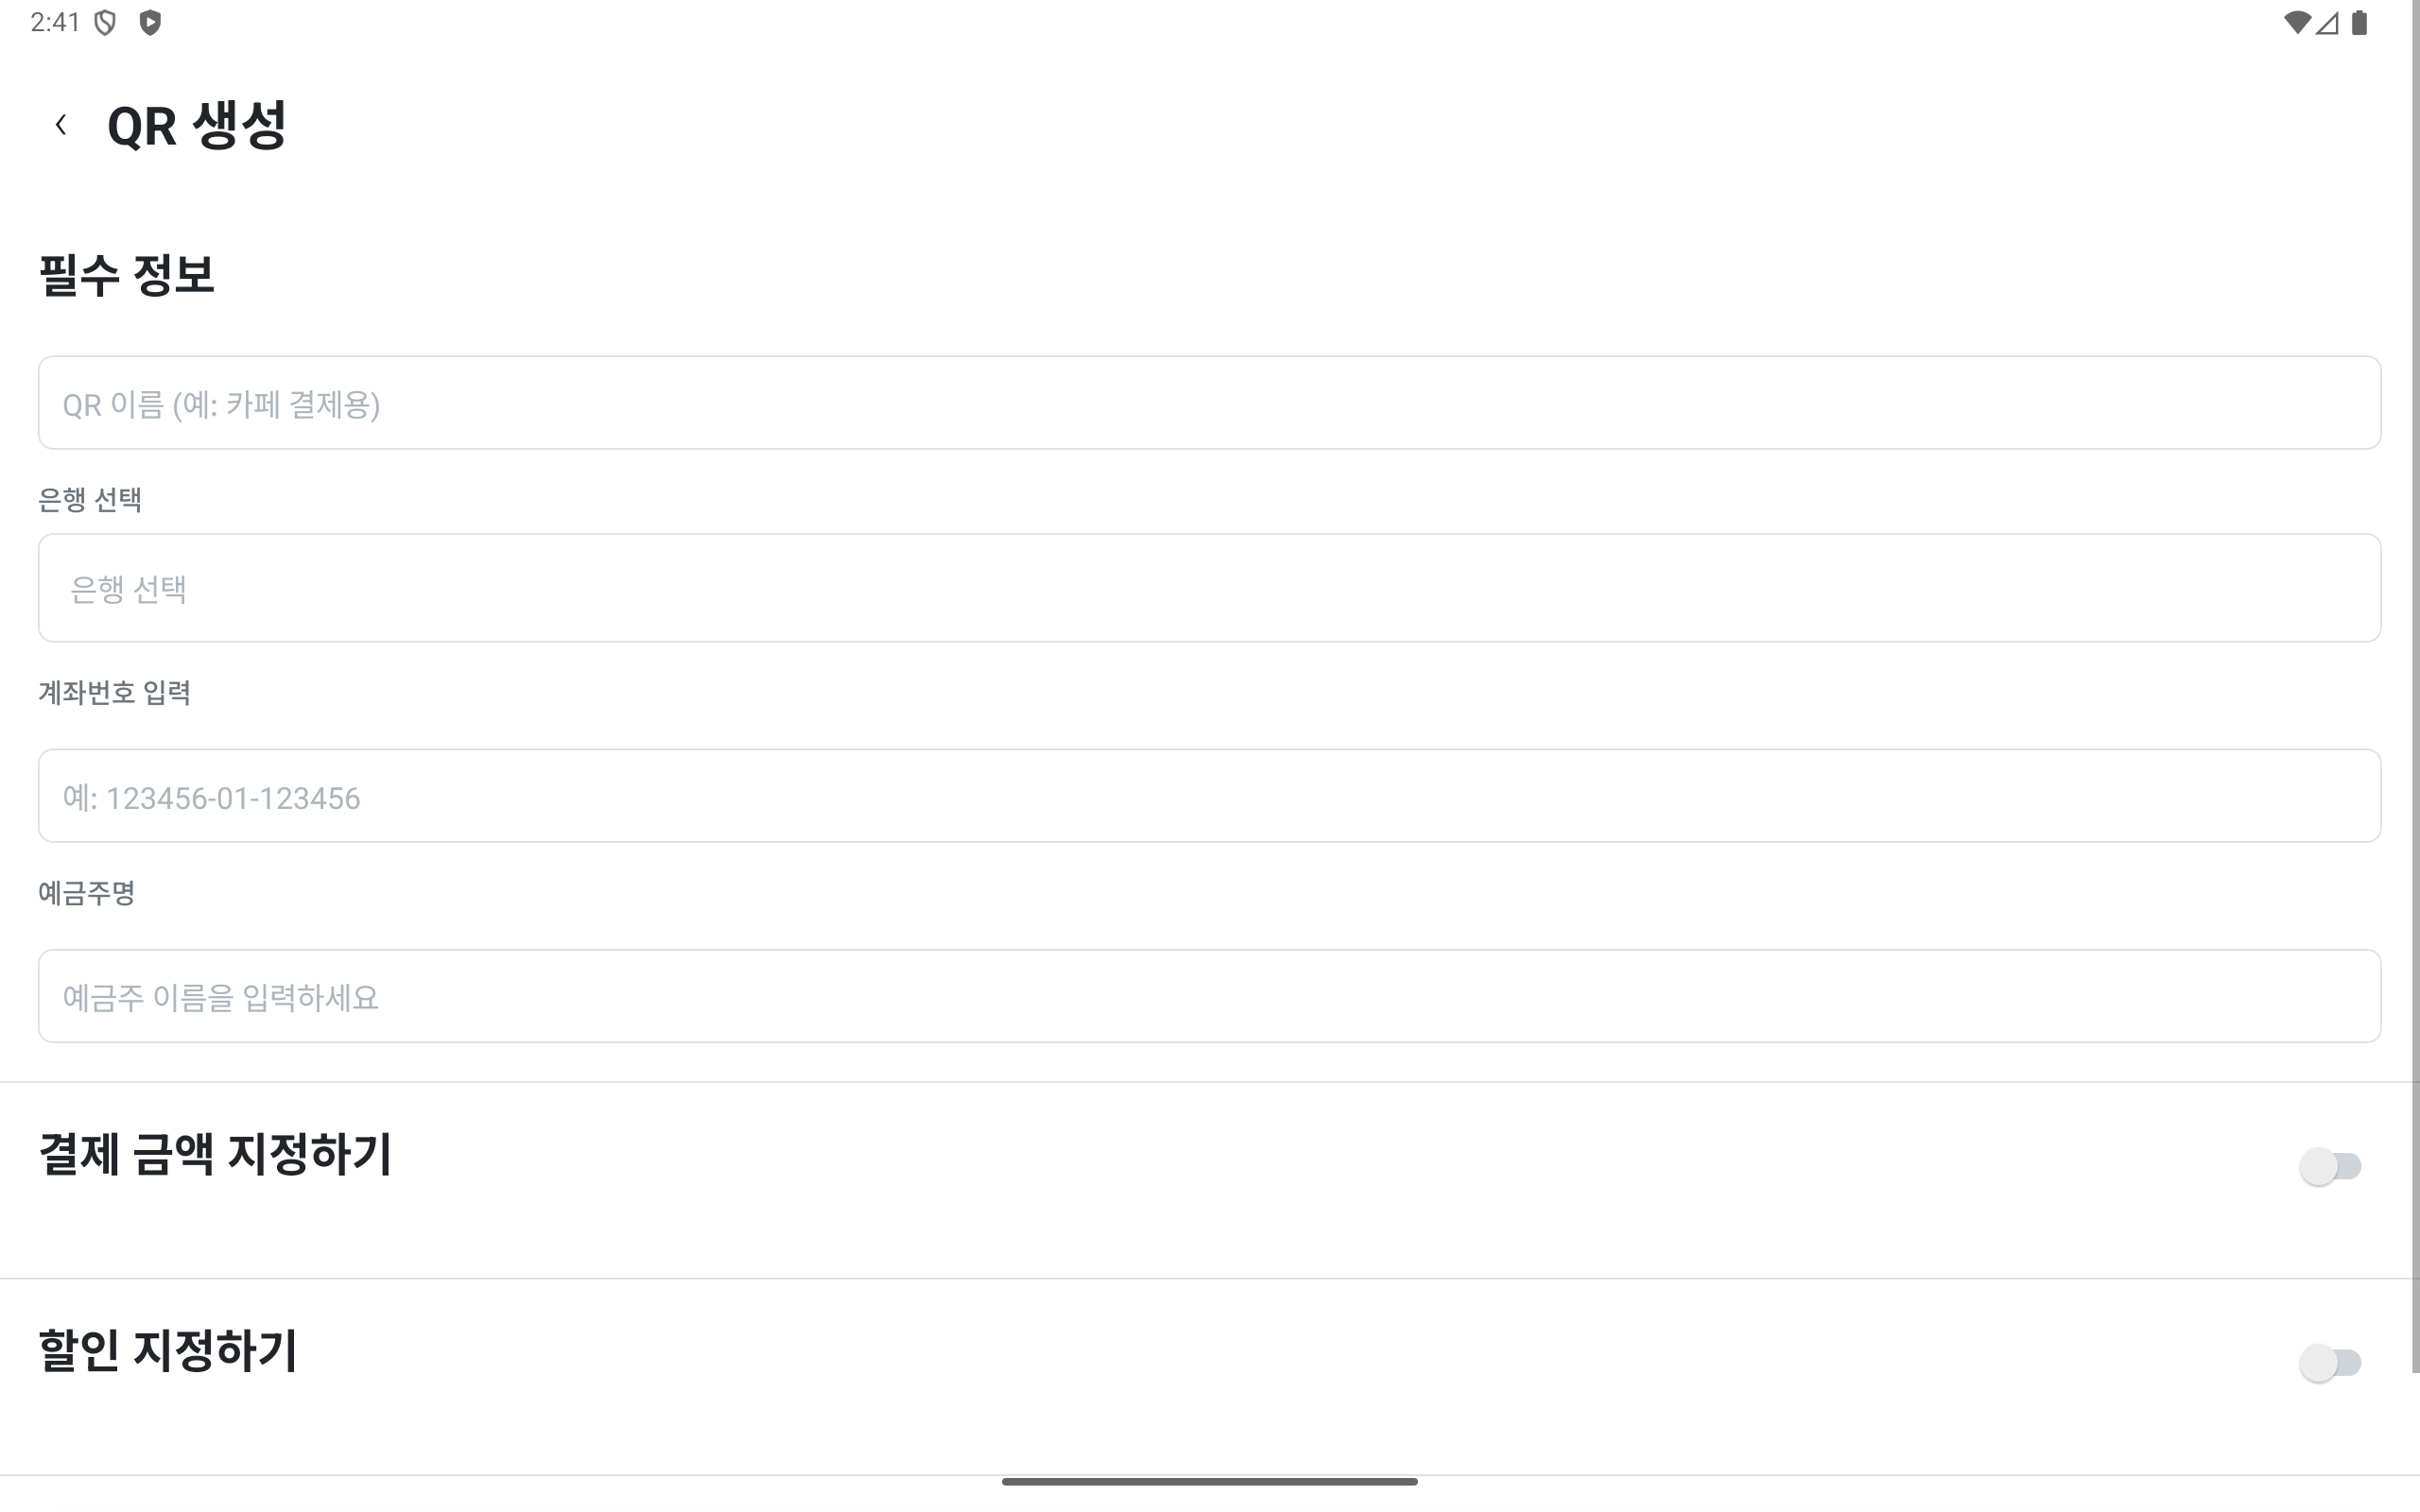 2:41
QR 생성
필수 정보
QR 이름 (예: 카페 결제용)
은행 선택
은행 선택
계좌번호 입력
예: 123456-01-123456
예금주명
예금주 이름을 입력하세요
결제 금액 지정하기
할인 지정하기